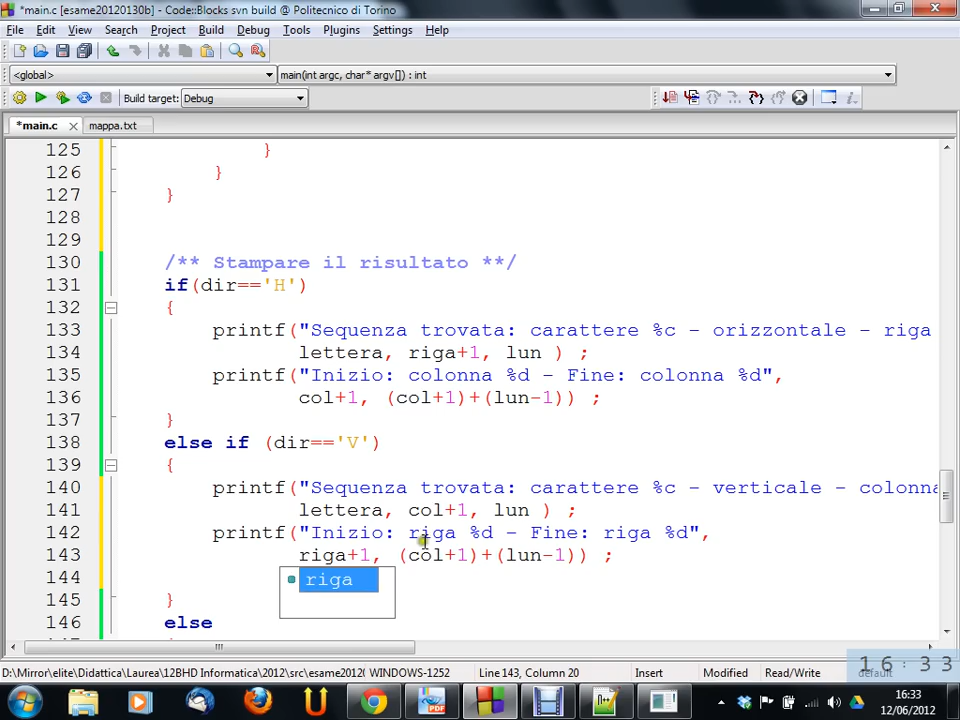 *main.c [esame20120130b] - Code::Blocks svn build @ Politecnico di Torino
File Edit View Search Project Build Debug Tools Plugins Settings Help
<global> main(int argc, char* argv[]) : int
Build target: Debug
*main.c mappa.txt
125 }
126 }
127 }
128
129
130 /** Stampare il risultato **/
131 if(dir=='H')
132 {
133 printf("Sequenza trovata: carattere %c - orizzontale - riga
134 lettera, riga+1, lun ) ;
135 printf("Inizio: colonna %d - Fine: colonna %d",
136 col+1, (col+1)+(lun-1)) ;
137 }
138 else if (dir=='V')
139 {
140 printf("Sequenza trovata: carattere %c - verticale - colonna
141 lettera, col+1, lun ) ;
142 printf("Inizio: riga %d - Fine: riga %d",
143 riga+1, (col+1)+(lun-1)) ;
144 riga
145 }
146 else
D:\Mirror\elite\Didattica\Laurea\12BHD Informatica\2012\src\esame2012( WINDOWS-1252 Line 143, Column 20 Insert Modified Read/Write default
16:33
16:33
12/06/2012